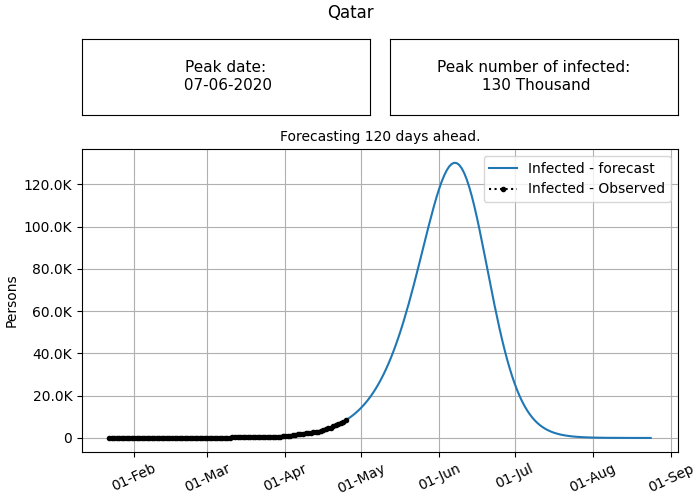 Qatar
Peak date:
07-06-2020
Peak number of infected:
130 Thousand
Forecasting 120 days ahead.
Infected - forecast
Infected - Observed
Persons
120.0K
100.0K
80.0K
60.0K
40.0K
20.0K
0
01-Feb
01-Mar
01-Apr
01-May
01-Jun
01-Jul
01-Aug
01-Sep